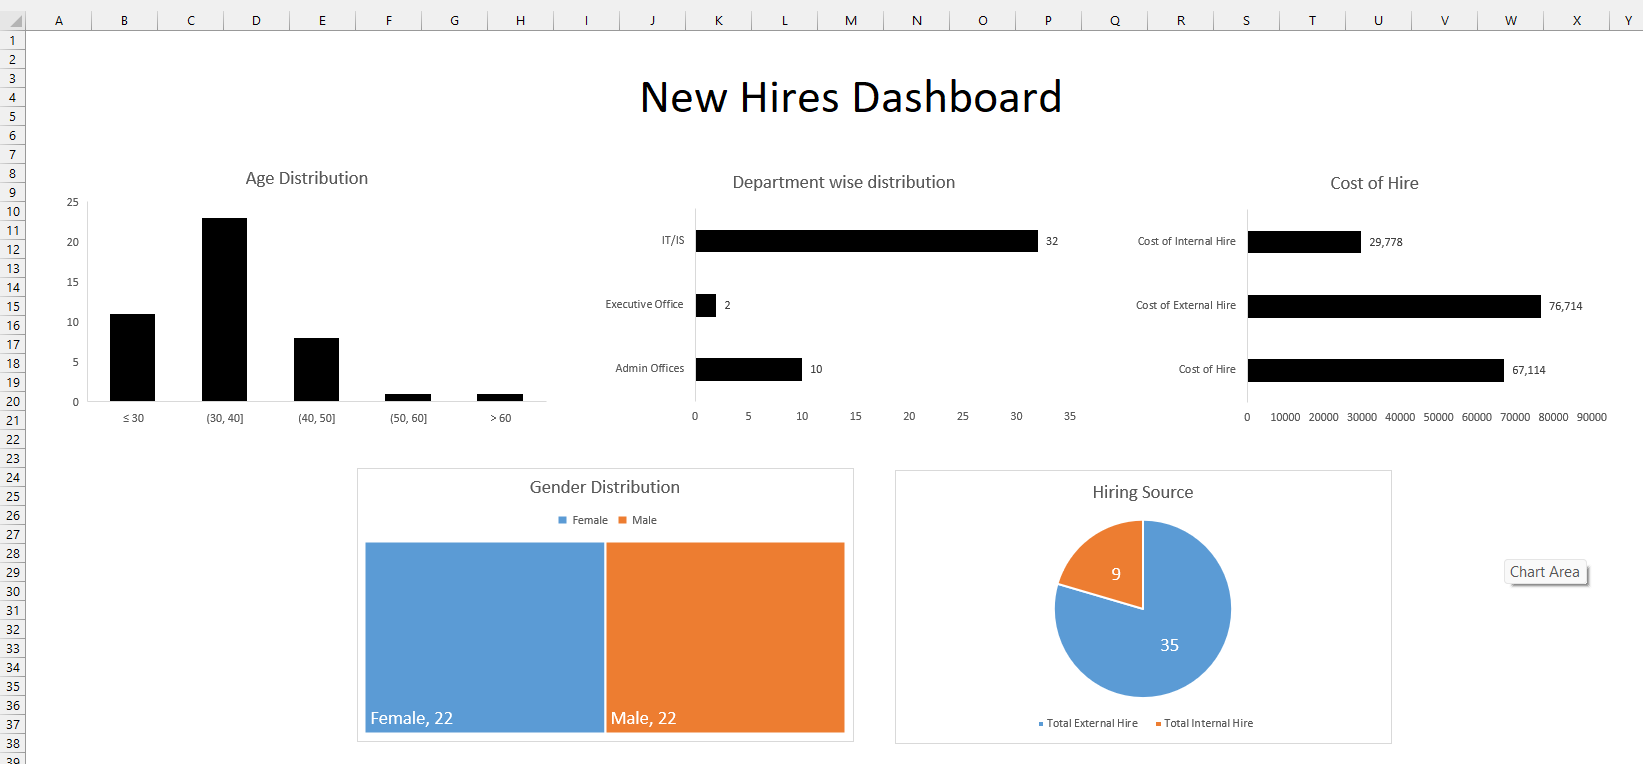 A B C D E F G H I J K L M N O P Q R S T U V W X Y
1
2
3
4
5
6
7
8
9
10
11
12
13
14
15
16
17
18
19
20
21
22
23
24
25
26
27
28
29
30
31
32
33
34
35
36
37
38
39
New Hires Dashboard
Age Distribution
25
20
15
10
5
0
≤ 30 (30, 40] (40, 50] (50, 60] > 60
Department wise distribution
IT/IS 32
Executive Office 2
Admin Offices 10
0 5 10 15 20 25 30 35
Cost of Hire
Cost of Internal Hire 29,778
Cost of External Hire 76,714
Cost of Hire 67,114
0 10000 20000 30000 40000 50000 60000 70000 80000 90000
Gender Distribution
Female Male
Female, 22 Male, 22
Hiring Source
9
35
Total External Hire Total Internal Hire
Chart Area